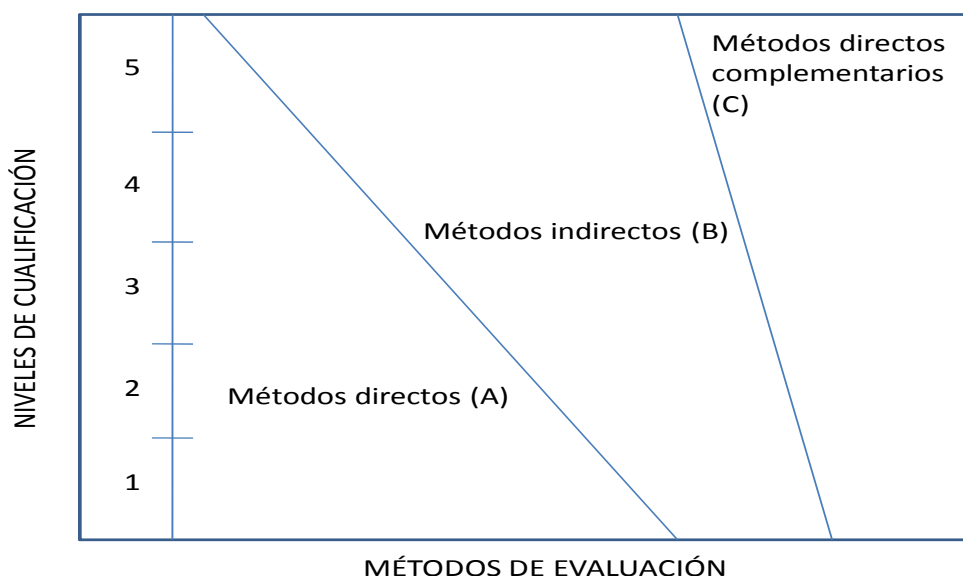 NIVELES DE CUALIFICACIÓN
5
4
3
2
1
Métodos directos
complementarios
(C)
Métodos indirectos (B)
Métodos directos (A)
MÉTODOS DE EVALUACIÓN